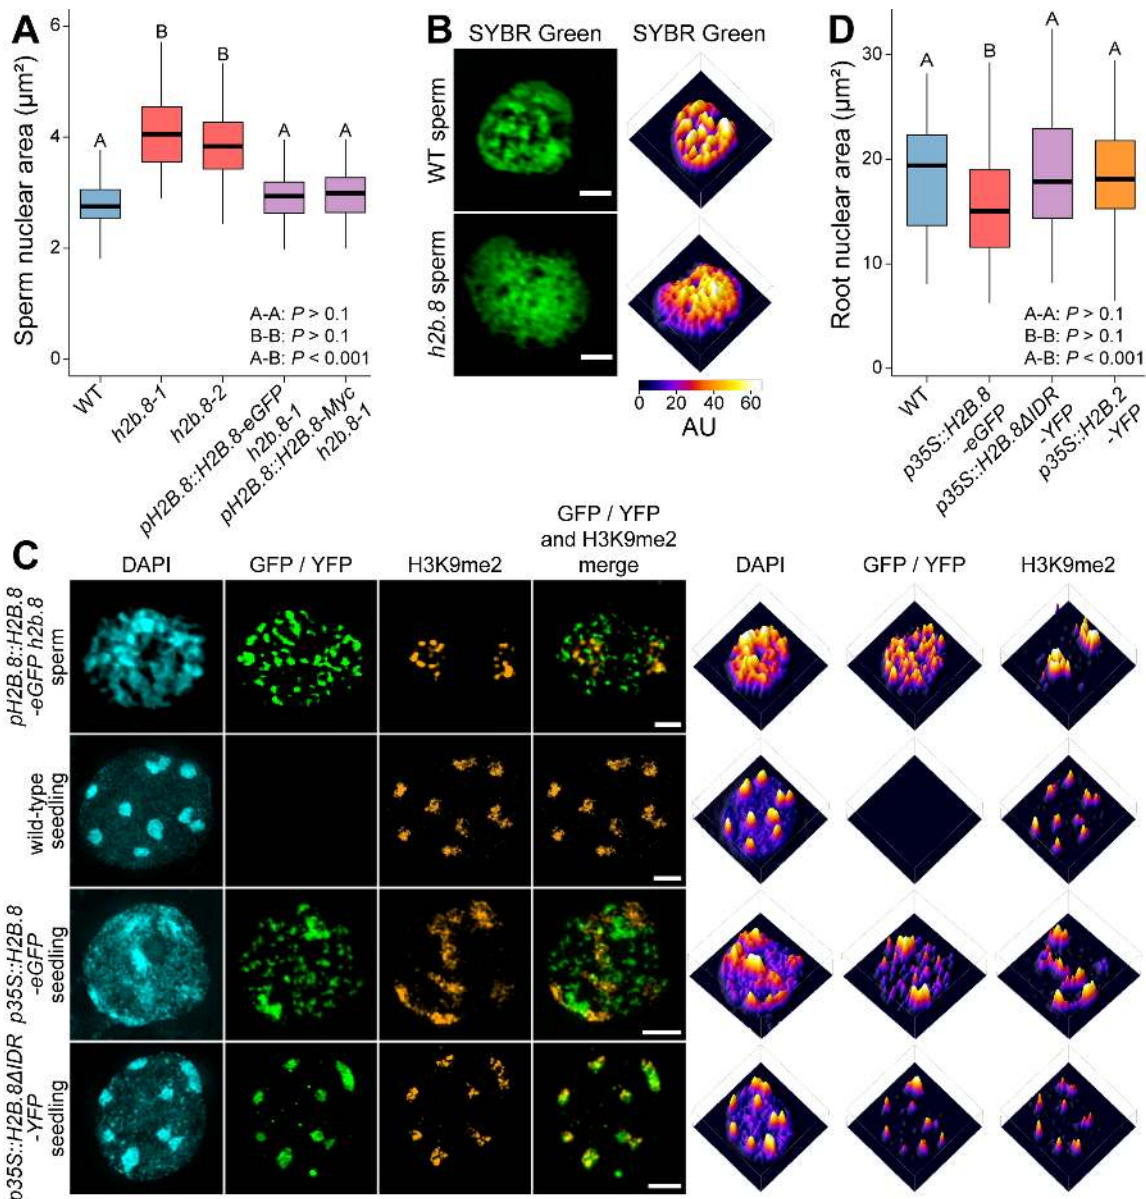 A
Sperm nuclear area (μm²)
6
4
2
0
A
B
B
A
A
A-A: P > 0.1
B-B: P > 0.1
A-B: P < 0.001
WT
h2b.8-1
h2b.8-2
pH2B.8::H2B.8-eGFP
h2b.8-1
pH2B.8::H2B.8-Myc
h2b.8-1
B
SYBR Green
SYBR Green
WT sperm
h2b.8 sperm
0 20 40 60
AU
D
Root nuclear area (μm²)
30
20
10
0
A
B
A
A
A-A: P > 0.1
B-B: P > 0.1
A-B: P < 0.001
WT
p35S::H2B.8
-eGFP
p35S::H2B.8ΔIDR
-YFP
p35S::H2B.2
-YFP
C
DAPI
GFP / YFP
H3K9me2
GFP / YFP
and H3K9me2
merge
DAPI
GFP / YFP
H3K9me2
pH2B.8::H2B.8
-eGFP h2b.8
sperm
wild-type
seedling
p35S::H2B.8
-eGFP
seedling
p35S::H2B.8ΔIDR
-YFP
seedling